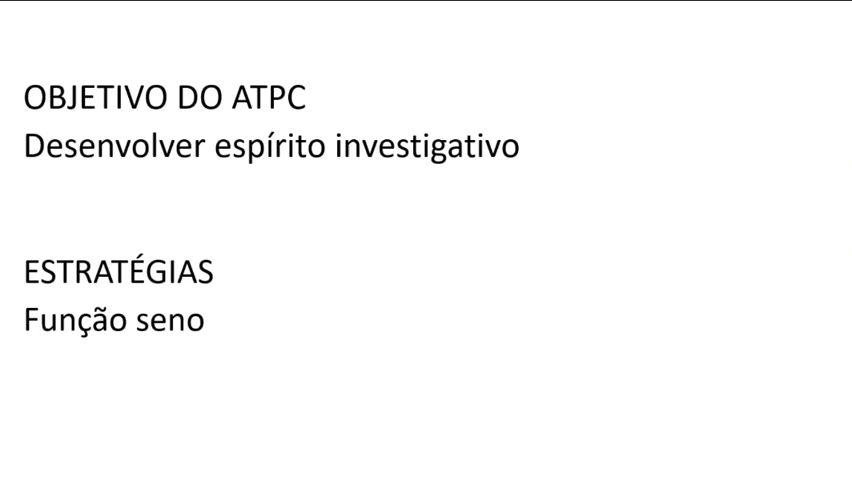 OBJETIVO DO ATPC
Desenvolver espírito investigativo
ESTRATÉGIAS
Função seno